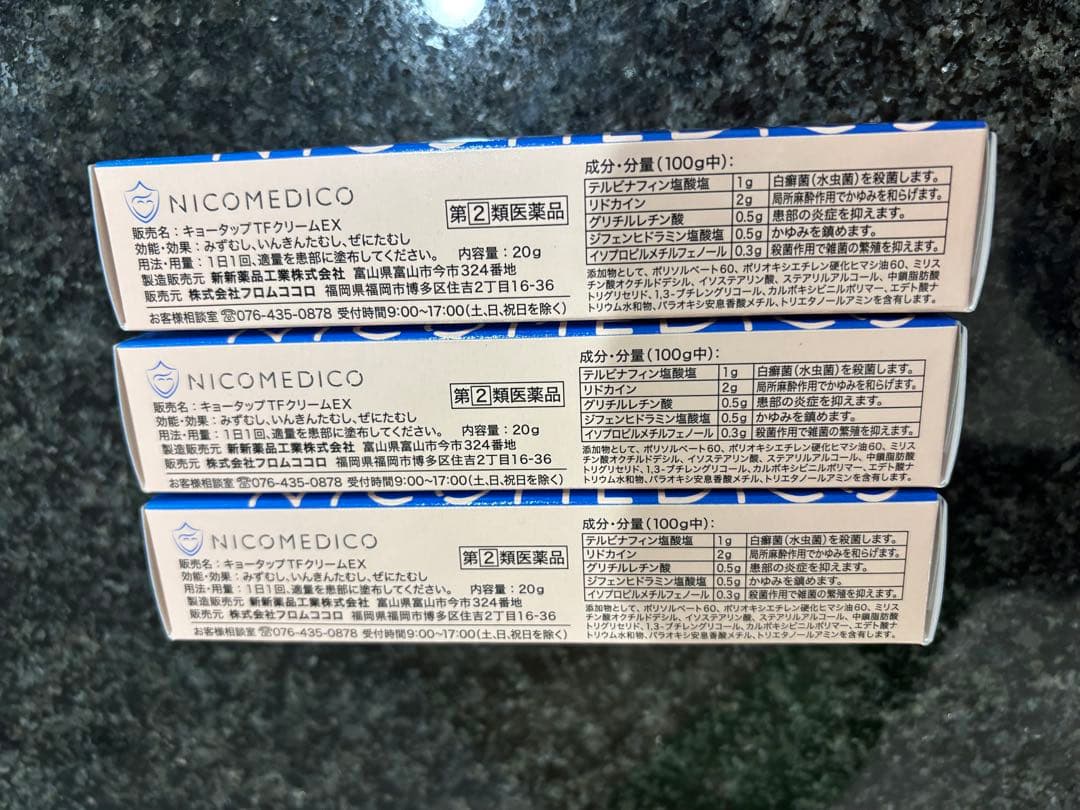 NICOMEDICO
第②類医薬品
販売名：キョータップTFクリームEX
効能・効果：みずむし、いんきんたむし、ぜにたむし
用法・用量：1日1回、適量を患部に塗布してください。 内容量：20g
製造販売元 新新薬品工業株式会社 富山県富山市今市324番地
販売元 株式会社フロムココロ 福岡県福岡市博多区住吉2丁目16-36
お客様相談室☎076-435-0878 受付時間9:00~17:00(土、日、祝日を除く)
成分・分量(100g中)：
テルビナフィン塩酸塩 1g 白癬菌(水虫菌)を殺菌します。
リドカイン 2g 局所麻酔作用でかゆみを和らげます。
グリチルレチン酸 0.5g 患部の炎症を抑えます。
ジフェンヒドラミン塩酸塩 0.5g かゆみを鎮めます。
イソプロピルメチルフェノール 0.3g 殺菌作用で雑菌の繁殖を抑えます。
添加物として、ポリソルベート60、ポリオキシエチレン硬化ヒマシ油60、ミリス
チン酸オクチルドデシル、イソステアリン酸、ステアリルアルコール、中鎖脂肪酸
トリグリセリド、1,3-ブチレングリコール、カルボキシビニルポリマー、エデト酸ナ
トリウム水和物、パラオキシ安息香酸メチル、トリエタノールアミンを含有します。
NICOMEDICO
第②類医薬品
販売名：キョータップTFクリームEX
効能・効果：みずむし、いんきんたむし、ぜにたむし
用法・用量：1日1回、適量を患部に塗布してください。 内容量：20g
製造販売元 新新薬品工業株式会社 富山県富山市今市324番地
販売元 株式会社フロムココロ 福岡県福岡市博多区住吉2丁目16-36
お客様相談室☎076-435-0878 受付時間9:00~17:00(土、日、祝日を除く)
成分・分量(100g中)：
テルビナフィン塩酸塩 1g 白癬菌(水虫菌)を殺菌します。
リドカイン 2g 局所麻酔作用でかゆみを和らげます。
グリチルレチン酸 0.5g 患部の炎症を抑えます。
ジフェンヒドラミン塩酸塩 0.5g かゆみを鎮めます。
イソプロピルメチルフェノール 0.3g 殺菌作用で雑菌の繁殖を抑えます。
添加物として、ポリソルベート60、ポリオキシエチレン硬化ヒマシ油60、ミリス
チン酸オクチルドデシル、イソステアリン酸、ステアリルアルコール、中鎖脂肪酸
トリグリセリド、1,3-ブチレングリコール、カルボキシビニルポリマー、エデト酸ナ
トリウム水和物、パラオキシ安息香酸メチル、トリエタノールアミンを含有します。
NICOMEDICO
第②類医薬品
販売名：キョータップTFクリームEX
効能・効果：みずむし、いんきんたむし、ぜにたむし
用法・用量：1日1回、適量を患部に塗布してください。 内容量：20g
製造販売元 新新薬品工業株式会社 富山県富山市今市324番地
販売元 株式会社フロムココロ 福岡県福岡市博多区住吉2丁目16-36
お客様相談室☎076-435-0878 受付時間9:00~17:00(土、日、祝日を除く)
成分・分量(100g中)：
テルビナフィン塩酸塩 1g 白癬菌(水虫菌)を殺菌します。
リドカイン 2g 局所麻酔作用でかゆみを和らげます。
グリチルレチン酸 0.5g 患部の炎症を抑えます。
ジフェンヒドラミン塩酸塩 0.5g かゆみを鎮めます。
イソプロピルメチルフェノール 0.3g 殺菌作用で雑菌の繁殖を抑えます。
添加物として、ポリソルベート60、ポリオキシエチレン硬化ヒマシ油60、ミリス
チン酸オクチルドデシル、イソステアリン酸、ステアリルアルコール、中鎖脂肪酸
トリグリセリド、1,3-ブチレングリコール、カルボキシビニルポリマー、エデト酸ナ
トリウム水和物、パラオキシ安息香酸メチル、トリエタノールアミンを含有します。